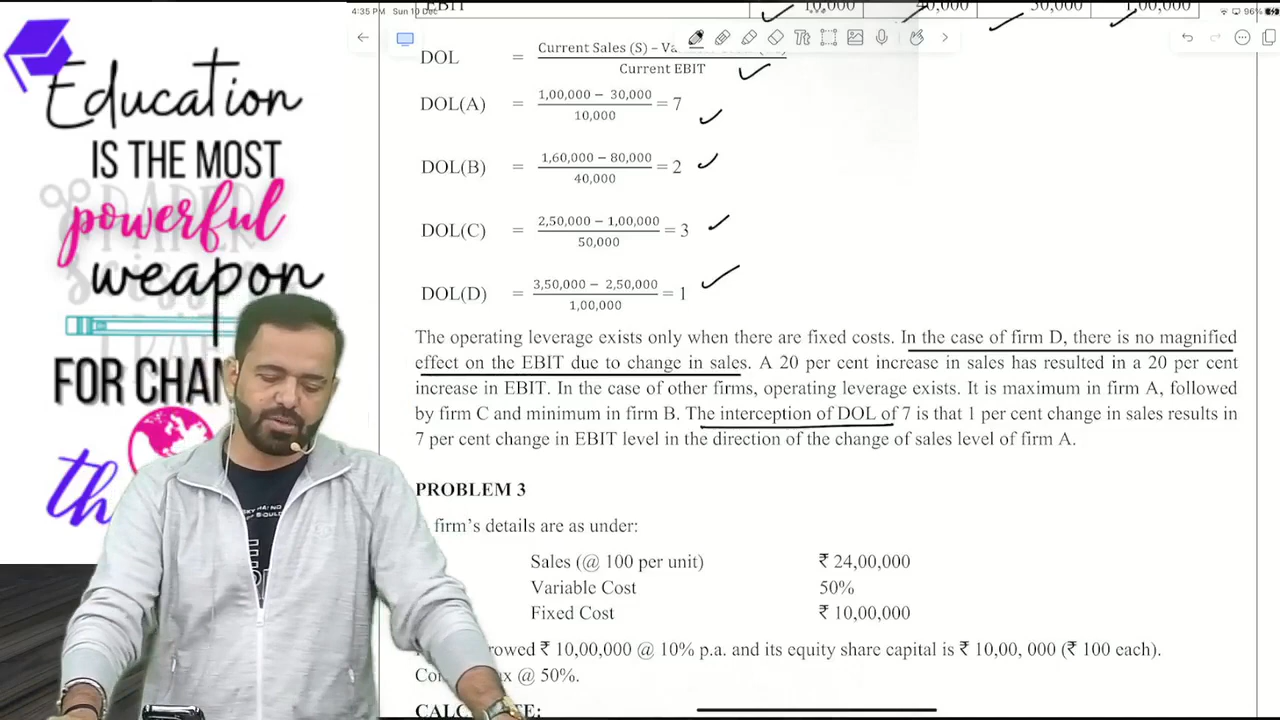 4:35 PM Sun 10 Dec
96%
EBIT 10,000 40,000 50,000 1,00,000
Education
IS THE MOST
powerful
weapon
FOR CHAN
th
DOL = Current Sales (S) – Va
Current EBIT
DOL(A) = 1,00,000 − 30,000 = 7
10,000
DOL(B) = 1,60,000 − 80,000 = 2
40,000
DOL(C) = 2,50,000 − 1,00,000 = 3
50,000
DOL(D) = 3,50,000 − 2,50,000 = 1
1,00,000
The operating leverage exists only when there are fixed costs. In the case of firm D, there is no magnified
effect on the EBIT due to change in sales. A 20 per cent increase in sales has resulted in a 20 per cent
increase in EBIT. In the case of other firms, operating leverage exists. It is maximum in firm A, followed
by firm C and minimum in firm B. The interception of DOL of 7 is that 1 per cent change in sales results in
7 per cent change in EBIT level in the direction of the change of sales level of firm A.
PROBLEM 3
firm's details are as under:
Sales (@ 100 per unit) ₹ 24,00,000
Variable Cost 50%
Fixed Cost ₹ 10,00,000
rowed ₹ 10,00,000 @ 10% p.a. and its equity share capital is ₹ 10,00, 000 (₹ 100 each).
Co x @ 50%.
CALCULATE: